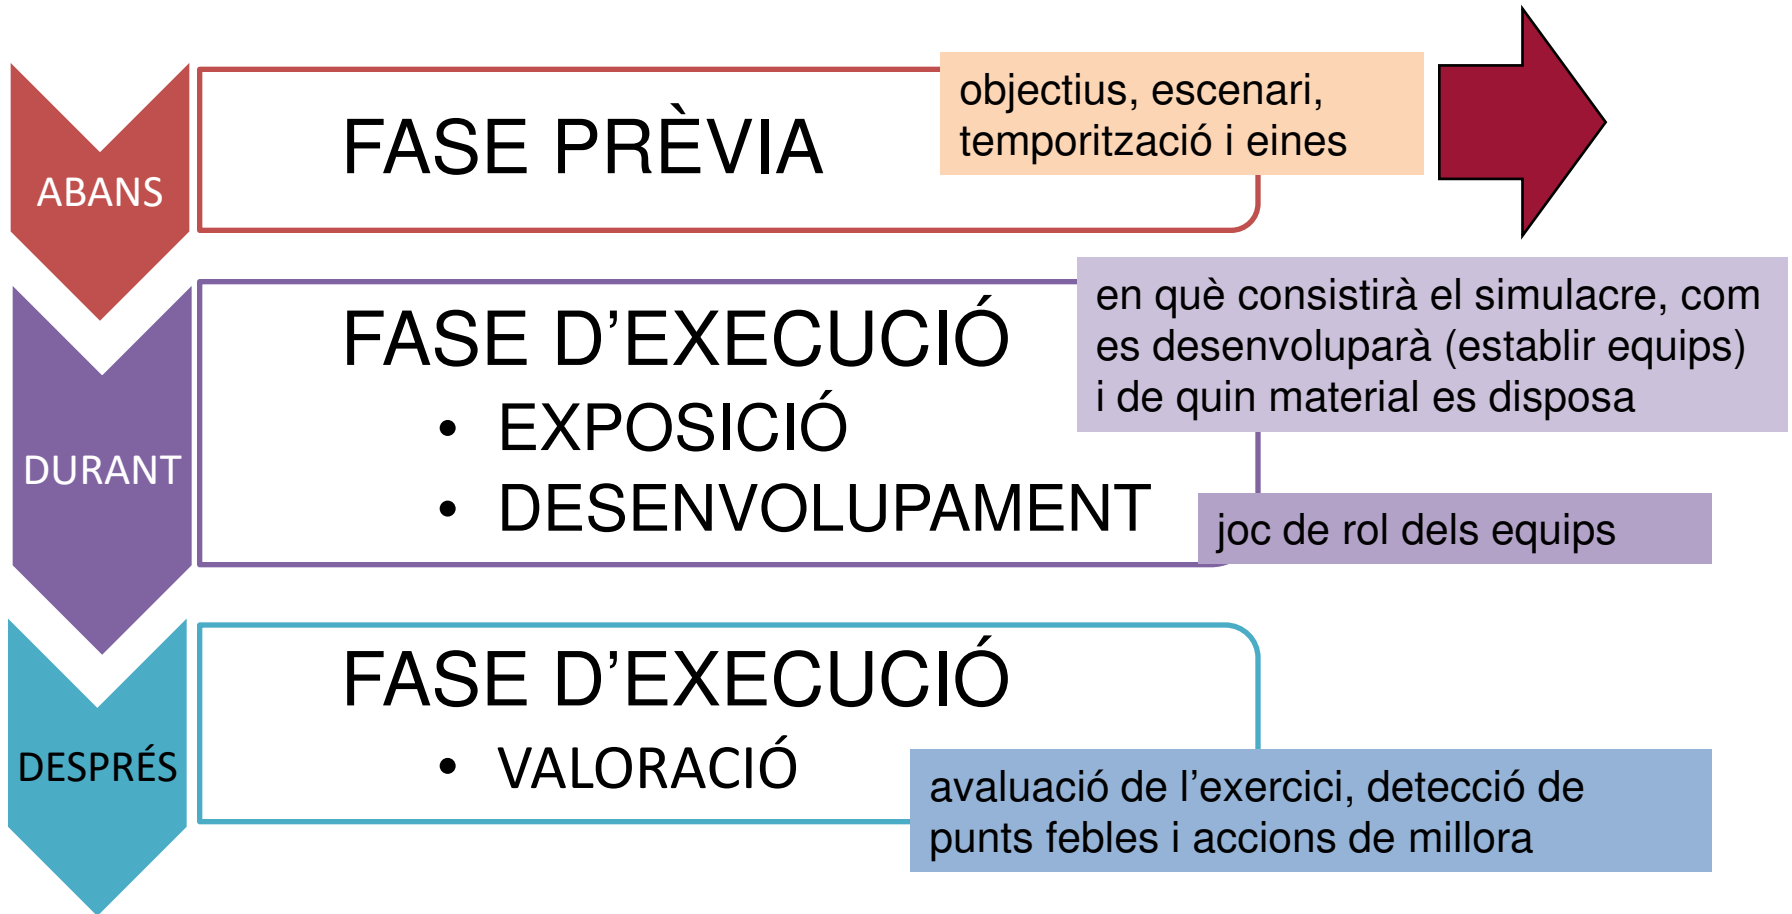 ABANS
FASE PRÈVIA
objectius, escenari,
temporització i eines
DURANT
FASE D’EXECUCIÓ
• EXPOSICIÓ
• DESENVOLUPAMENT
en què consistirà el simulacre, com
es desenvoluparà (establir equips)
i de quin material es disposa
joc de rol dels equips
DESPRÉS
FASE D’EXECUCIÓ
• VALORACIÓ
avaluació de l’exercici, detecció de
punts febles i accions de millora